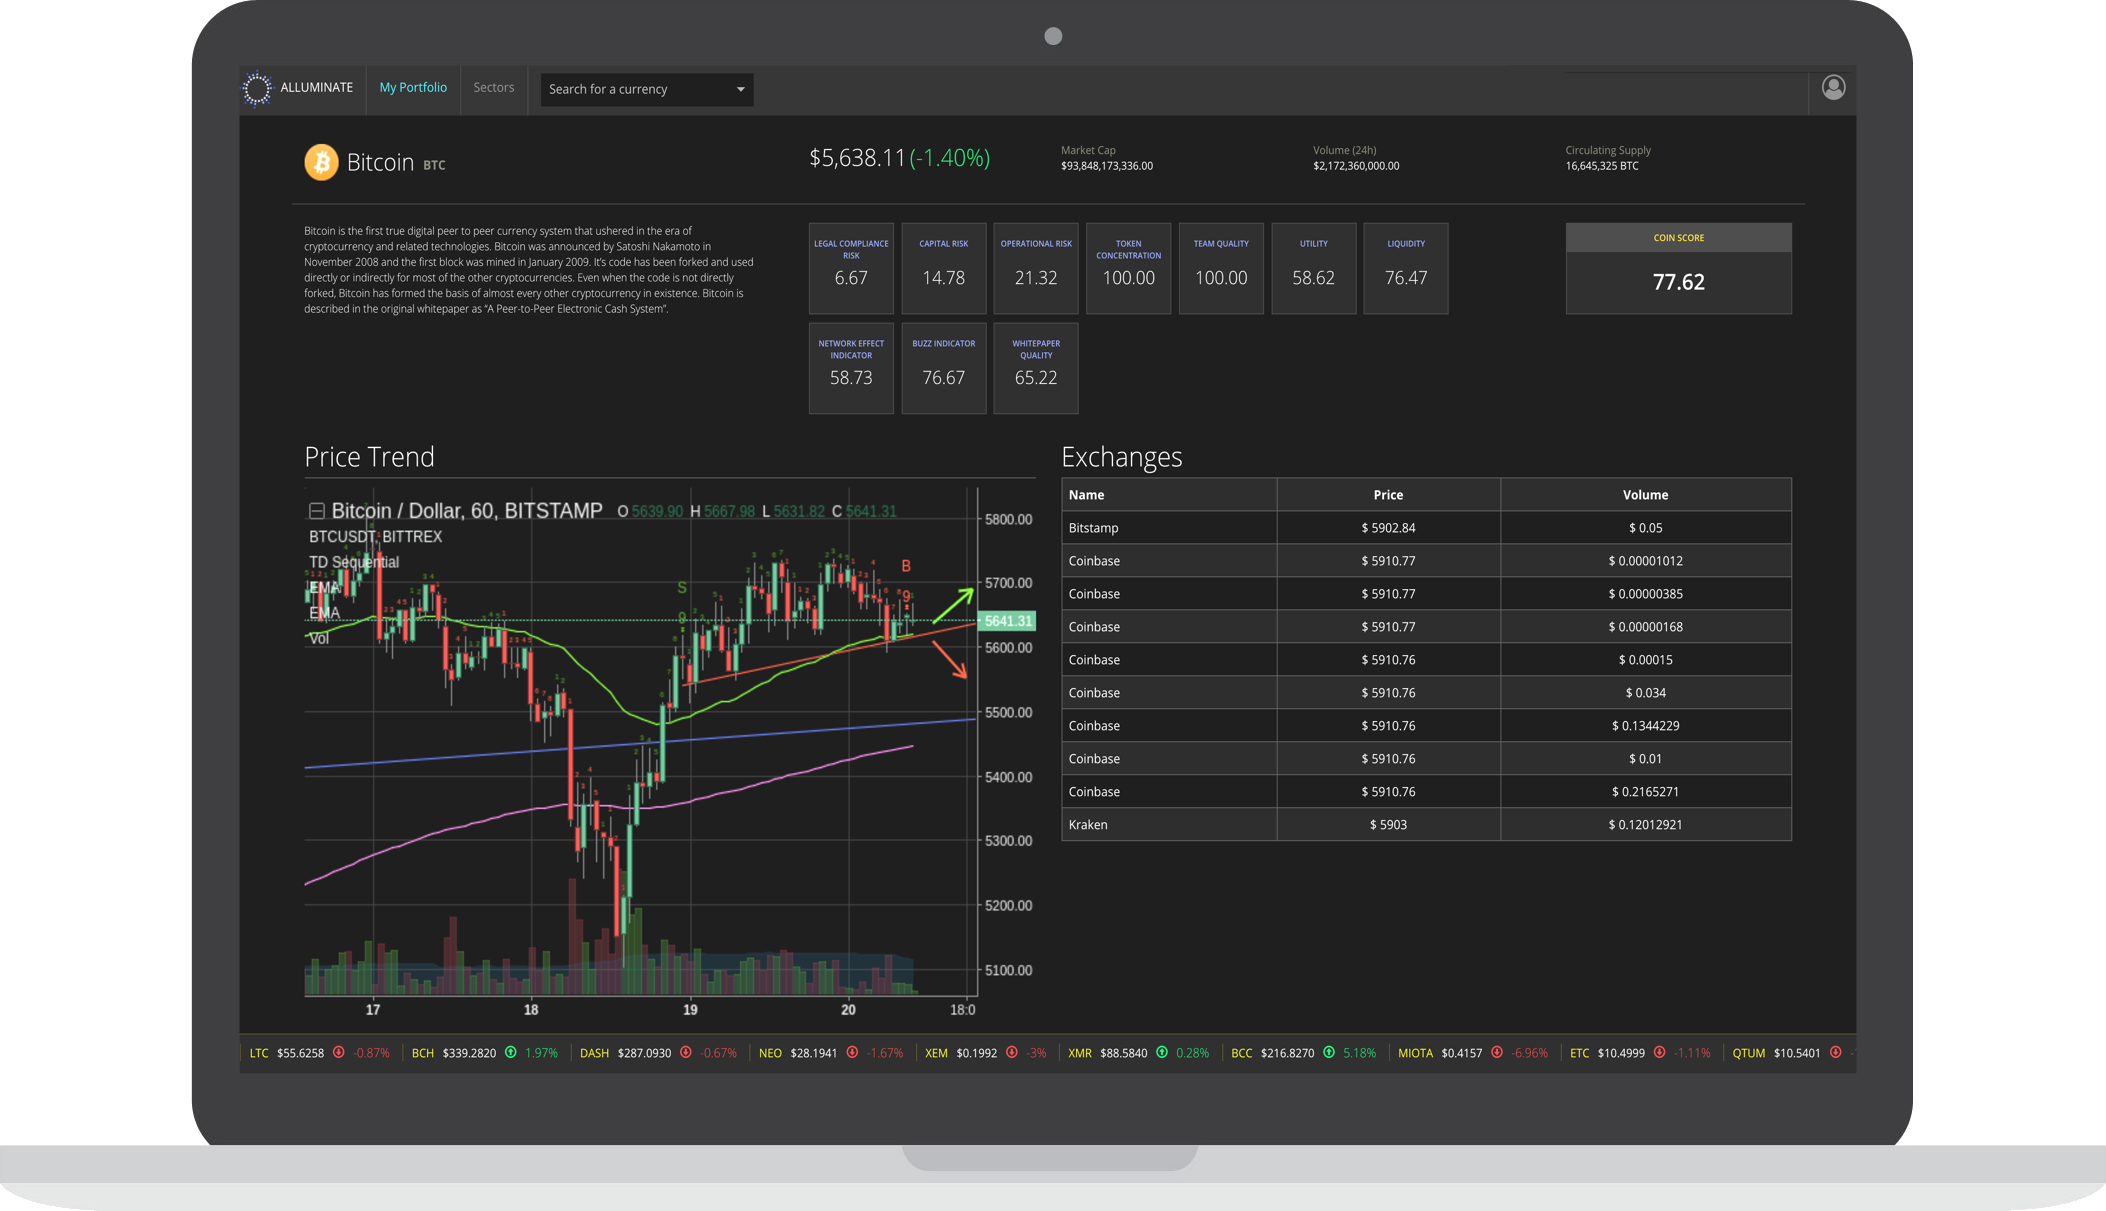 ALLUMINATE
My Portfolio
Sectors
Search for a currency
Bitcoin BTC
$5,638.11 (-1.40%)
Market Cap
$93,848,173,336.00
Volume (24h)
$2,172,360,000.00
Circulating Supply
16,645,325 BTC
Bitcoin is the first true digital peer to peer currency system that ushered in the era of
cryptocurrency and related technologies. Bitcoin was announced by Satoshi Nakamoto in
November 2008 and the first block was mined in January 2009. It's code has been forked and used
directly or indirectly for most of the other cryptocurrencies. Even when the code is not directly
forked, Bitcoin has formed the basis of almost every other cryptocurrency in existence. Bitcoin is
described in the original whitepaper as “A Peer-to-Peer Electronic Cash System”.
LEGAL COMPLIANCE
RISK
6.67
CAPITAL RISK
14.78
OPERATIONAL RISK
21.32
TOKEN
CONCENTRATION
100.00
TEAM QUALITY
100.00
UTILITY
58.62
LIQUIDITY
76.47
COIN SCORE
77.62
NETWORK EFFECT
INDICATOR
58.73
BUZZ INDICATOR
76.67
WHITEPAPER
QUALITY
65.22
Price Trend
Bitcoin / Dollar, 60, BITSTAMP O 5639.90 H 5667.98 L 5631.82 C 5641.31
BTCUSDT, BITTREX
TD Sequential
EMA
EMA
Vol
S
9
B
9
5800.00
5700.00
5641.31
5600.00
5500.00
5400.00
5300.00
5200.00
5100.00
17 18 19 20 18:0
Exchanges
Name Price Volume
Bitstamp $ 5902.84 $ 0.05
Coinbase $ 5910.77 $ 0.00001012
Coinbase $ 5910.77 $ 0.00000385
Coinbase $ 5910.77 $ 0.00000168
Coinbase $ 5910.76 $ 0.00015
Coinbase $ 5910.76 $ 0.034
Coinbase $ 5910.76 $ 0.1344229
Coinbase $ 5910.76 $ 0.01
Coinbase $ 5910.76 $ 0.2165271
Kraken $ 5903 $ 0.12012921
LTC $55.6258 -0.87% BCH $339.2820 1.97% DASH $287.0930 -0.67% NEO $28.1941 -1.67% XEM $0.1992 -3% XMR $88.5840 0.28% BCC $216.8270 5.18% MIOTA $0.4157 -6.96% ETC $10.4999 -1.11% QTUM $10.5401